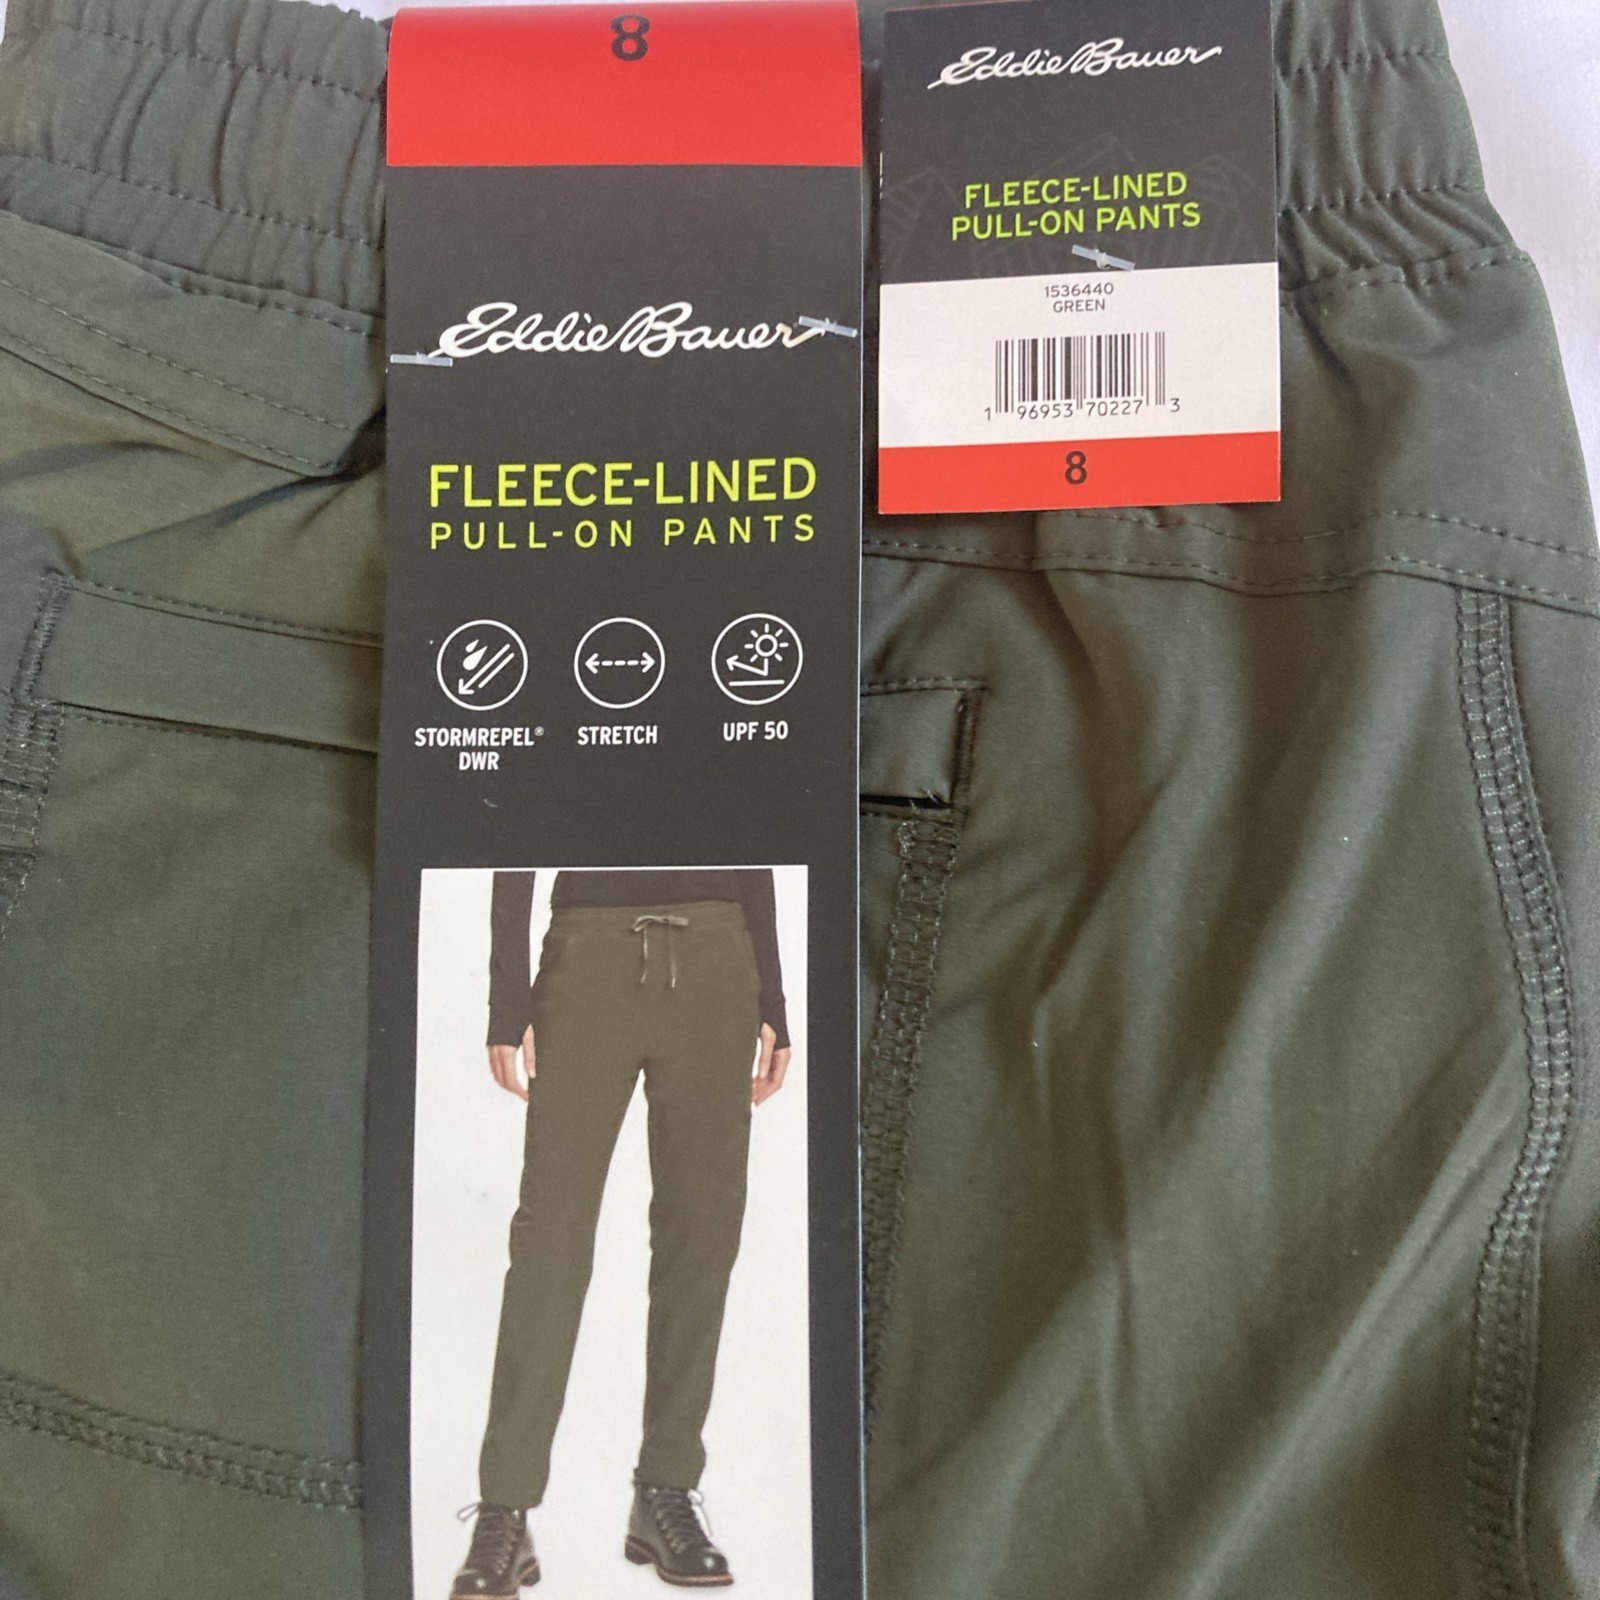 8
Eddie Bauer
FLEECE-LINED
PULL-ON PANTS
STORMREPEL®
DWR
STRETCH
UPF 50
Eddie Bauer
FLEECE-LINED
PULL-ON PANTS
1536440
GREEN
1 96953 70227 3
8